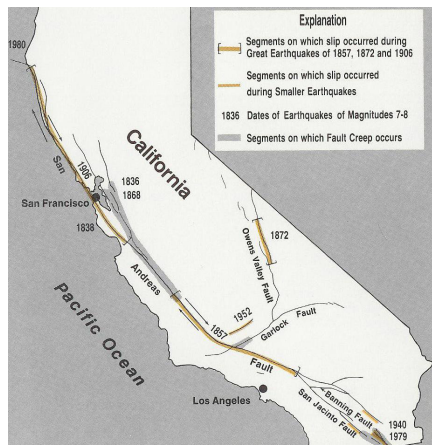 Explanation
Segments on which slip occurred during
Great Earthquakes of 1857, 1872 and 1906
Segments on which slip occurred
during Smaller Earthquakes
1836 Dates of Earthquakes of Magnitudes 7-8
Segments on which Fault Creep occurs
1980
San
1906
California
1836
1868
San Francisco
1838
1872
Owens Valley Fault
Andreas
Pacific Ocean
1952
1857
Garlock Fault
Fault
Los Angeles
Banning Fault
San Jacinto Fault
1940
1979